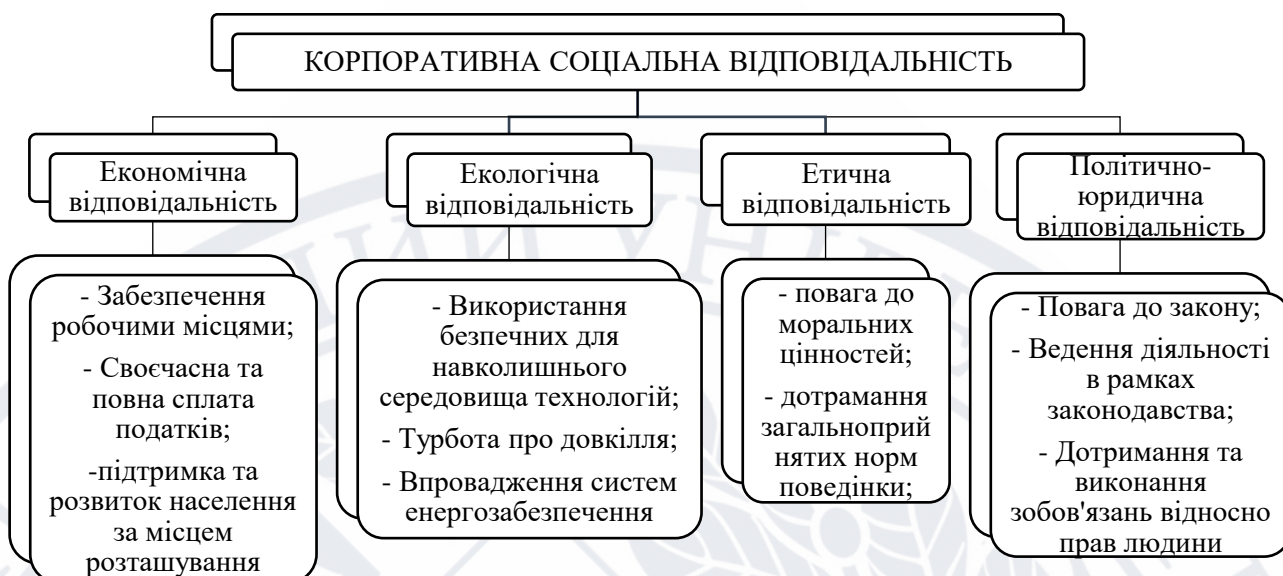 КОРПОРАТИВНА СОЦІАЛЬНА ВІДПОВІДАЛЬНІСТЬ
Економічна
відповідальність
- Забезпечення
робочими місцями;
- Своєчасна та
повна сплата
податків;
-підтримка та
розвиток населення
за місцем
розташування
Екологічна
відповідальність
- Використання
безпечних для
навколишнього
середовища технологій;
- Турбота про довкілля;
- Впровадження систем
енергозабезпечення
Етична
відповідальність
- повага до
моральних
цінностей;
- дотрамання
загальноприй
нятих норм
поведінки;
Політично-
юридична
відповідальність
- Повага до закону;
- Ведення діяльності
в рамках
законодавства;
- Дотримання та
виконання
зобов'язань відносно
прав людини